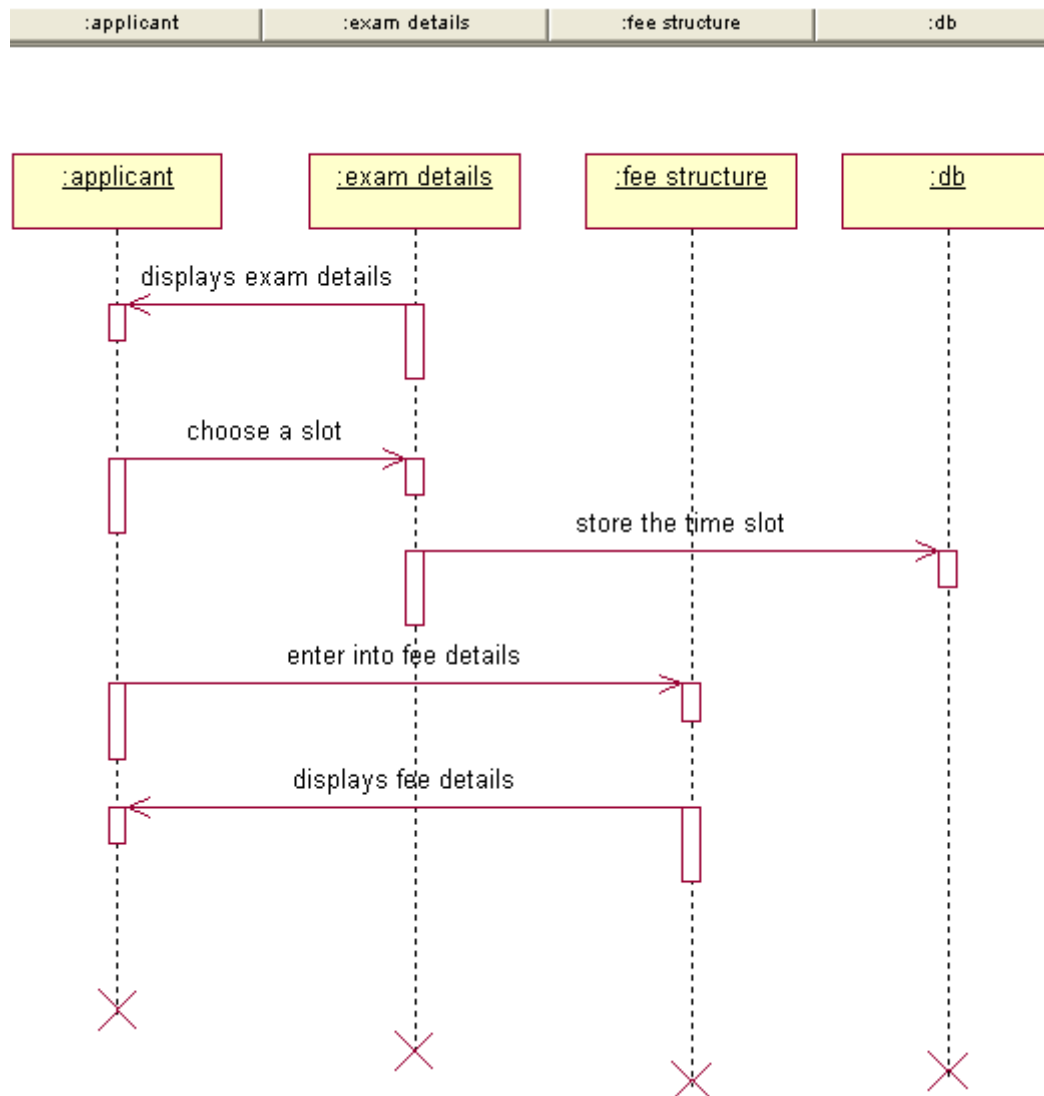 :applicant
:exam details
:fee structure
:db
:applicant
:exam details
:fee structure
:db
displays exam details
choose a slot
store the time slot
enter into fee details
displays fee details